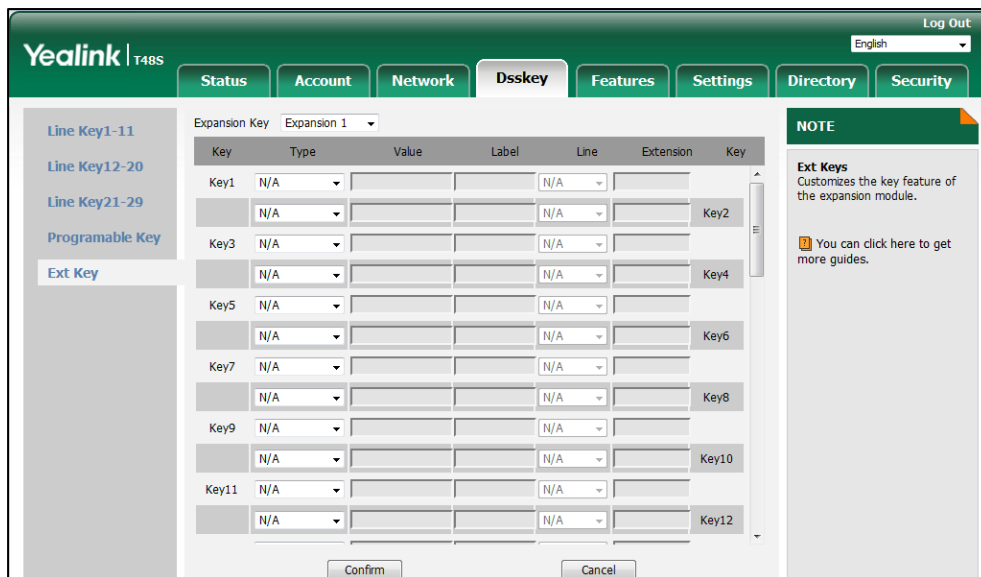 Log Out
Yealink T48S
English
Status Account Network Dsskey Features Settings Directory Security
Line Key1-11
Line Key12-20
Line Key21-29
Programable Key
Ext Key
Expansion Key Expansion 1
Key Type Value Label Line Extension Key
Key1 N/A N/A
N/A N/A Key2
Key3 N/A N/A
N/A N/A Key4
Key5 N/A N/A
N/A N/A Key6
Key7 N/A N/A
N/A N/A Key8
Key9 N/A N/A
N/A N/A Key10
Key11 N/A N/A
N/A N/A Key12
Confirm Cancel
NOTE
Ext Keys
Customizes the key feature of
the expansion module.
? You can click here to get
more guides.